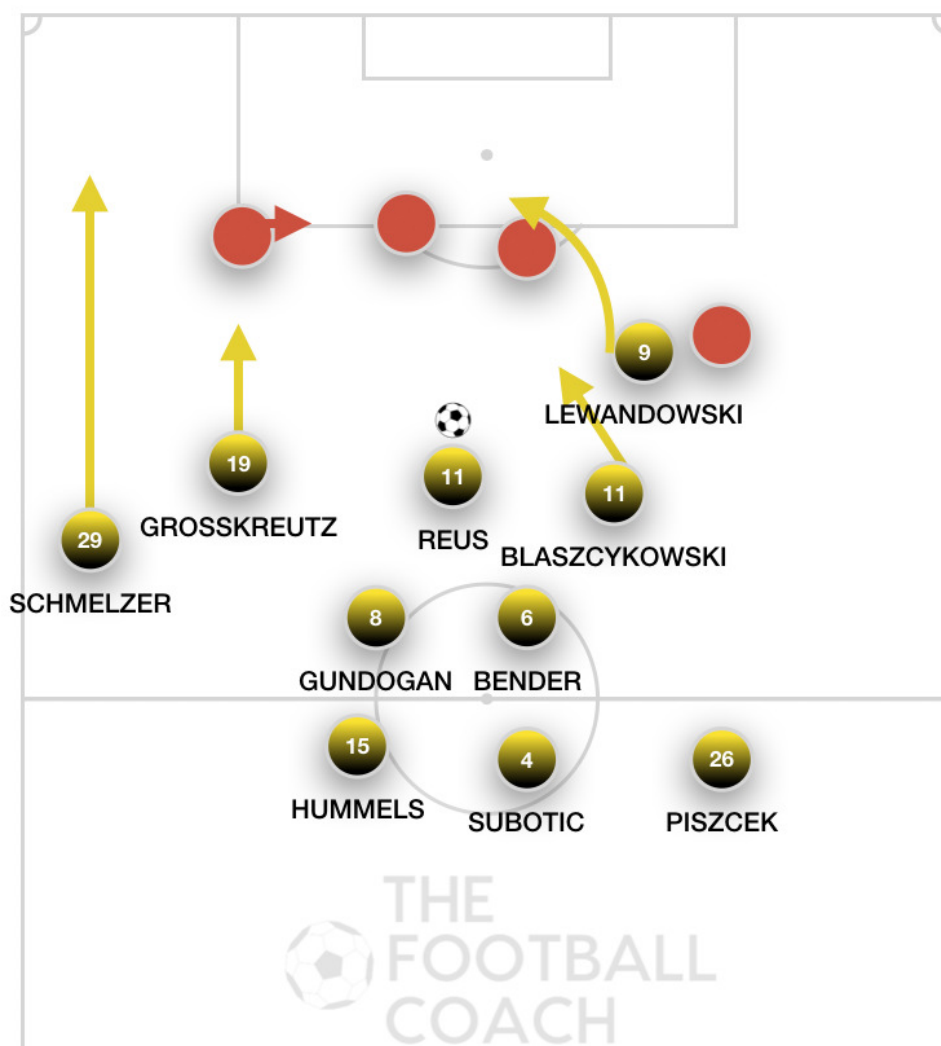 9
LEWANDOWSKI
19
GROSSKREUTZ
11
REUS
11
BLASZCYKOWSKI
29
SCHMELZER
8
GUNDOGAN
6
BENDER
15
HUMMELS
4
SUBOTIC
26
PISZCEK
THE
FOOTBALL
COACH